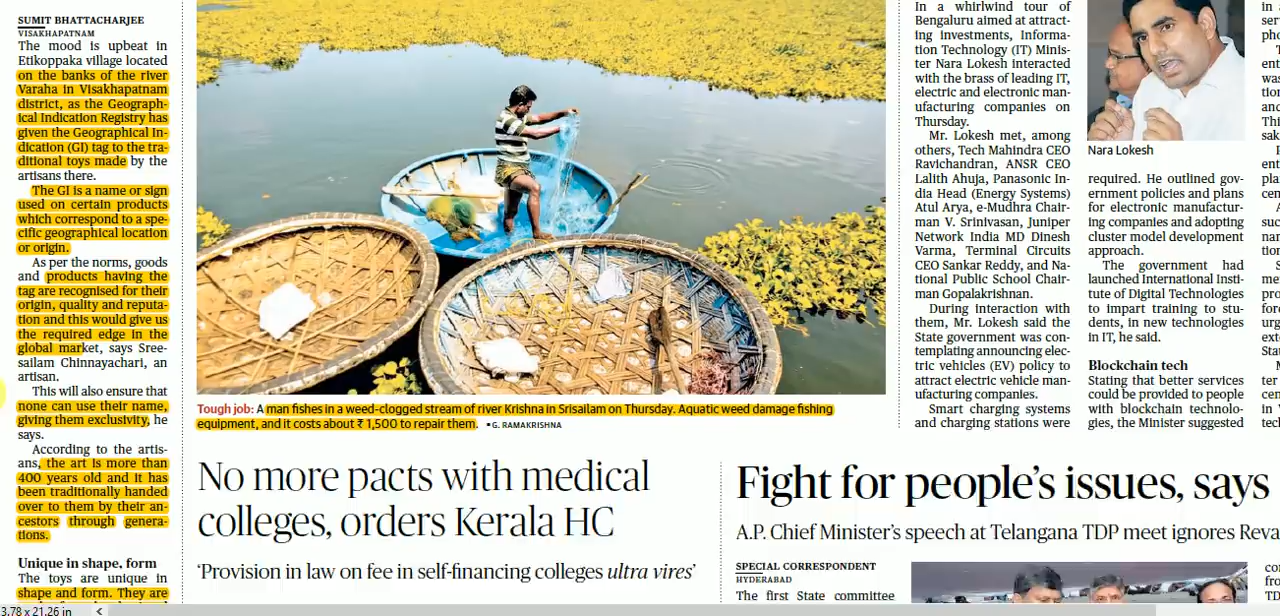 SUMIT BHATTACHARJEE
VISAKHAPATNAM
The mood is upbeat in
Etikoppaka village located
on the banks of the river
Varaha in Visakhapatnam
district, as the Geograph-
ical Indication Registry has
given the Geographical In-
dication (GI) tag to the tra-
ditional toys made by the
artisans there.
The GI is a name or sign
used on certain products
which correspond to a spe-
cific geographical location
or origin.
As per the norms, goods
and products having the
tag are recognised for their
origin, quality and reputa-
tion and this would give us
the required edge in the
global market, says Sree-
sailam Chinnayachari, an
artisan.
This will also ensure that
none can use their name,
giving them exclusivity, he
says.
According to the artis-
ans, the art is more than
400 years old and it has
been traditionally handed
over to them by their an-
cestors through genera-
tions.
Unique in shape, form
The toys are unique in
shape and form. They are
Tough job: A man fishes in a weed-clogged stream of river Krishna in Srisailam on Thursday. Aquatic weed damage fishing
equipment, and it costs about ₹ 1,500 to repair them. ▪ G. RAMAKRISHNA
No more pacts with medical
colleges, orders Kerala HC
‘Provision in law on fee in self-financing colleges ultra vires’
In a whirlwind tour of
Bengaluru aimed at attract-
ing investments, Informa-
tion Technology (IT) Minis-
ter Nara Lokesh interacted
with the brass of leading IT,
electric and electronic man-
ufacturing companies on
Thursday.
Mr. Lokesh met, among
others, Tech Mahindra CEO
Ravichandran, ANSR CEO
Lalith Ahuja, Panasonic In-
dia Head (Energy Systems)
Atul Arya, e-Mudhra Chair-
man V. Srinivasan, Juniper
Network India MD Dinesh
Varma, Terminal Circuits
CEO Sankar Reddy, and Na-
tional Public School Chair-
man Gopalakrishnan.
During interaction with
them, Mr. Lokesh said the
State government was con-
templating announcing elec-
tric vehicles (EV) policy to
attract electric vehicle man-
ufacturing companies.
Smart charging systems
and charging stations were
Nara Lokesh
required. He outlined gov-
ernment policies and plans
for electronic manufactur-
ing companies and adopting
cluster model development
approach.
The government had
launched International Insti-
tute of Digital Technologies
to impart training to stu-
dents, in new technologies
in IT, he said.
Blockchain tech
Stating that better services
could be provided to people
with blockchain technolo-
gies, the Minister suggested
Fight for people’s issues, says
A.P. Chief Minister’s speech at Telangana TDP meet ignores Reva
SPECIAL CORRESPONDENT
HYDERABAD
The first State committee
3.78 x 21.26 in